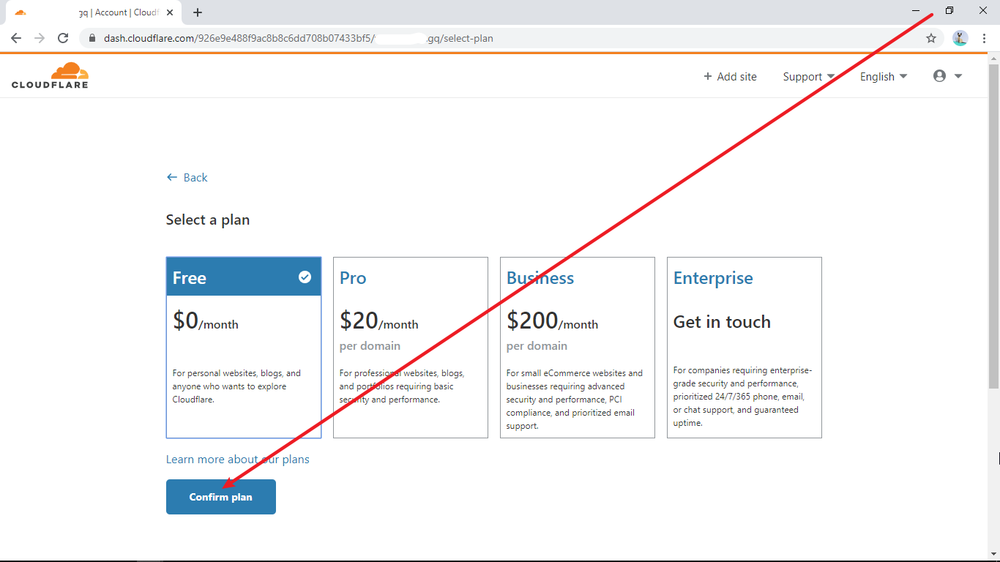 gq | Account | Cloudf
dash.cloudflare.com/926e9e488f9ac8b8c6dd708b07433bf5/ .gq/select-plan
CLOUDFLARE
+ Add site
Support
English
← Back
Select a plan
Free
$0/month
For personal websites, blogs, and
anyone who wants to explore
Cloudflare.
Pro
$20/month
per domain
For professional websites, blogs,
and portfolios requiring basic
security and performance.
Business
$200/month
per domain
For small eCommerce websites and
businesses requiring advanced
security and performance, PCI
compliance, and prioritized email
support.
Enterprise
Get in touch
For companies requiring enterprise-
grade security and performance,
prioritized 24/7/365 phone, email,
or chat support, and guaranteed
uptime.
Learn more about our plans
Confirm plan